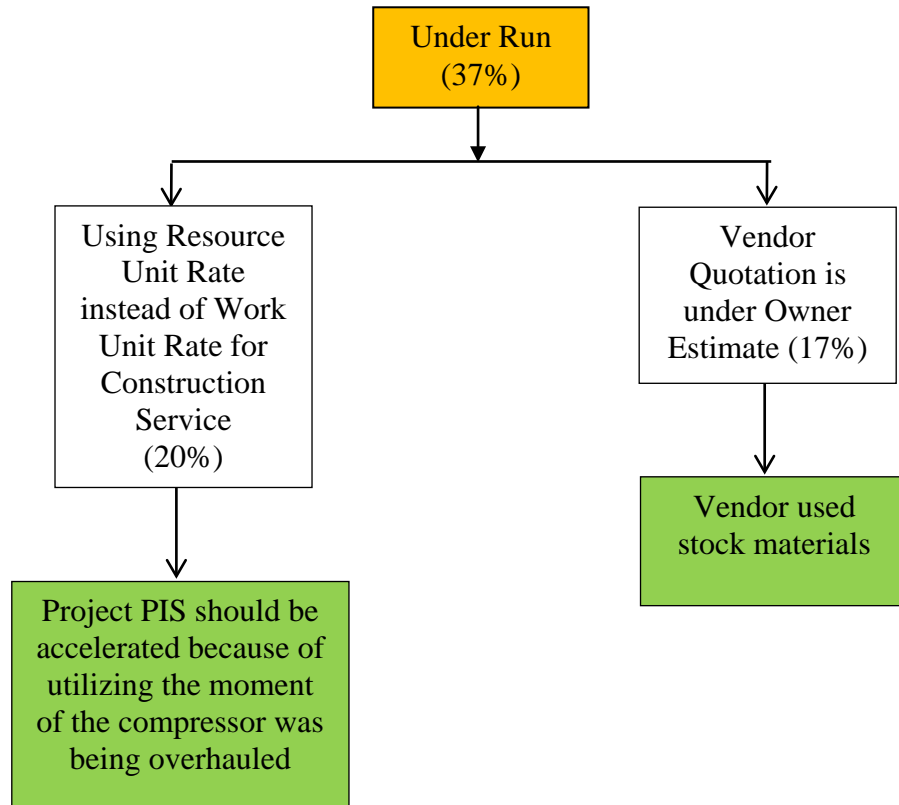 Under Run
(37%)
Using Resource
Unit Rate
instead of Work
Unit Rate for
Construction
Service
(20%)
Vendor
Quotation is
under Owner
Estimate (17%)
Vendor used
stock materials
Project PIS should be
accelerated because of
utilizing the moment
of the compressor was
being overhauled